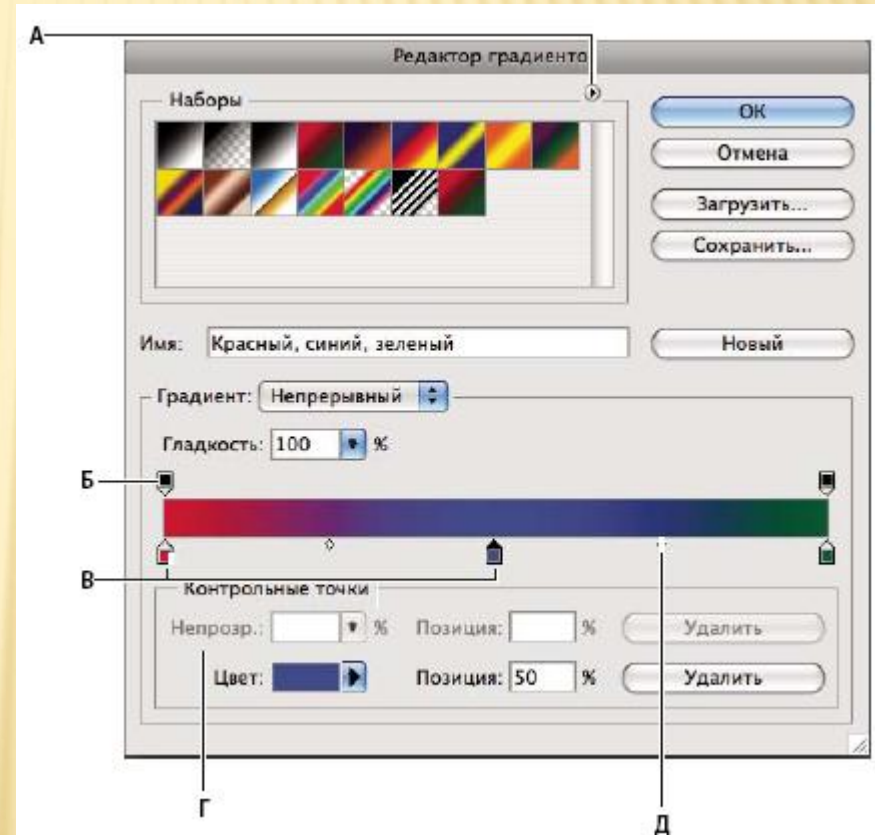 А
Редактор градиенто
Наборы
ОК
Отмена
Загрузить...
Сохранить...
Имя: Красный, синий, зеленый
Новый
Градиент: Непрерывный
Гладкость: 100 %
Б
В
Контрольные точки
Непрозр.: % Позиция: % Удалить
Цвет: Позиция: 50 % Удалить
Г
Д